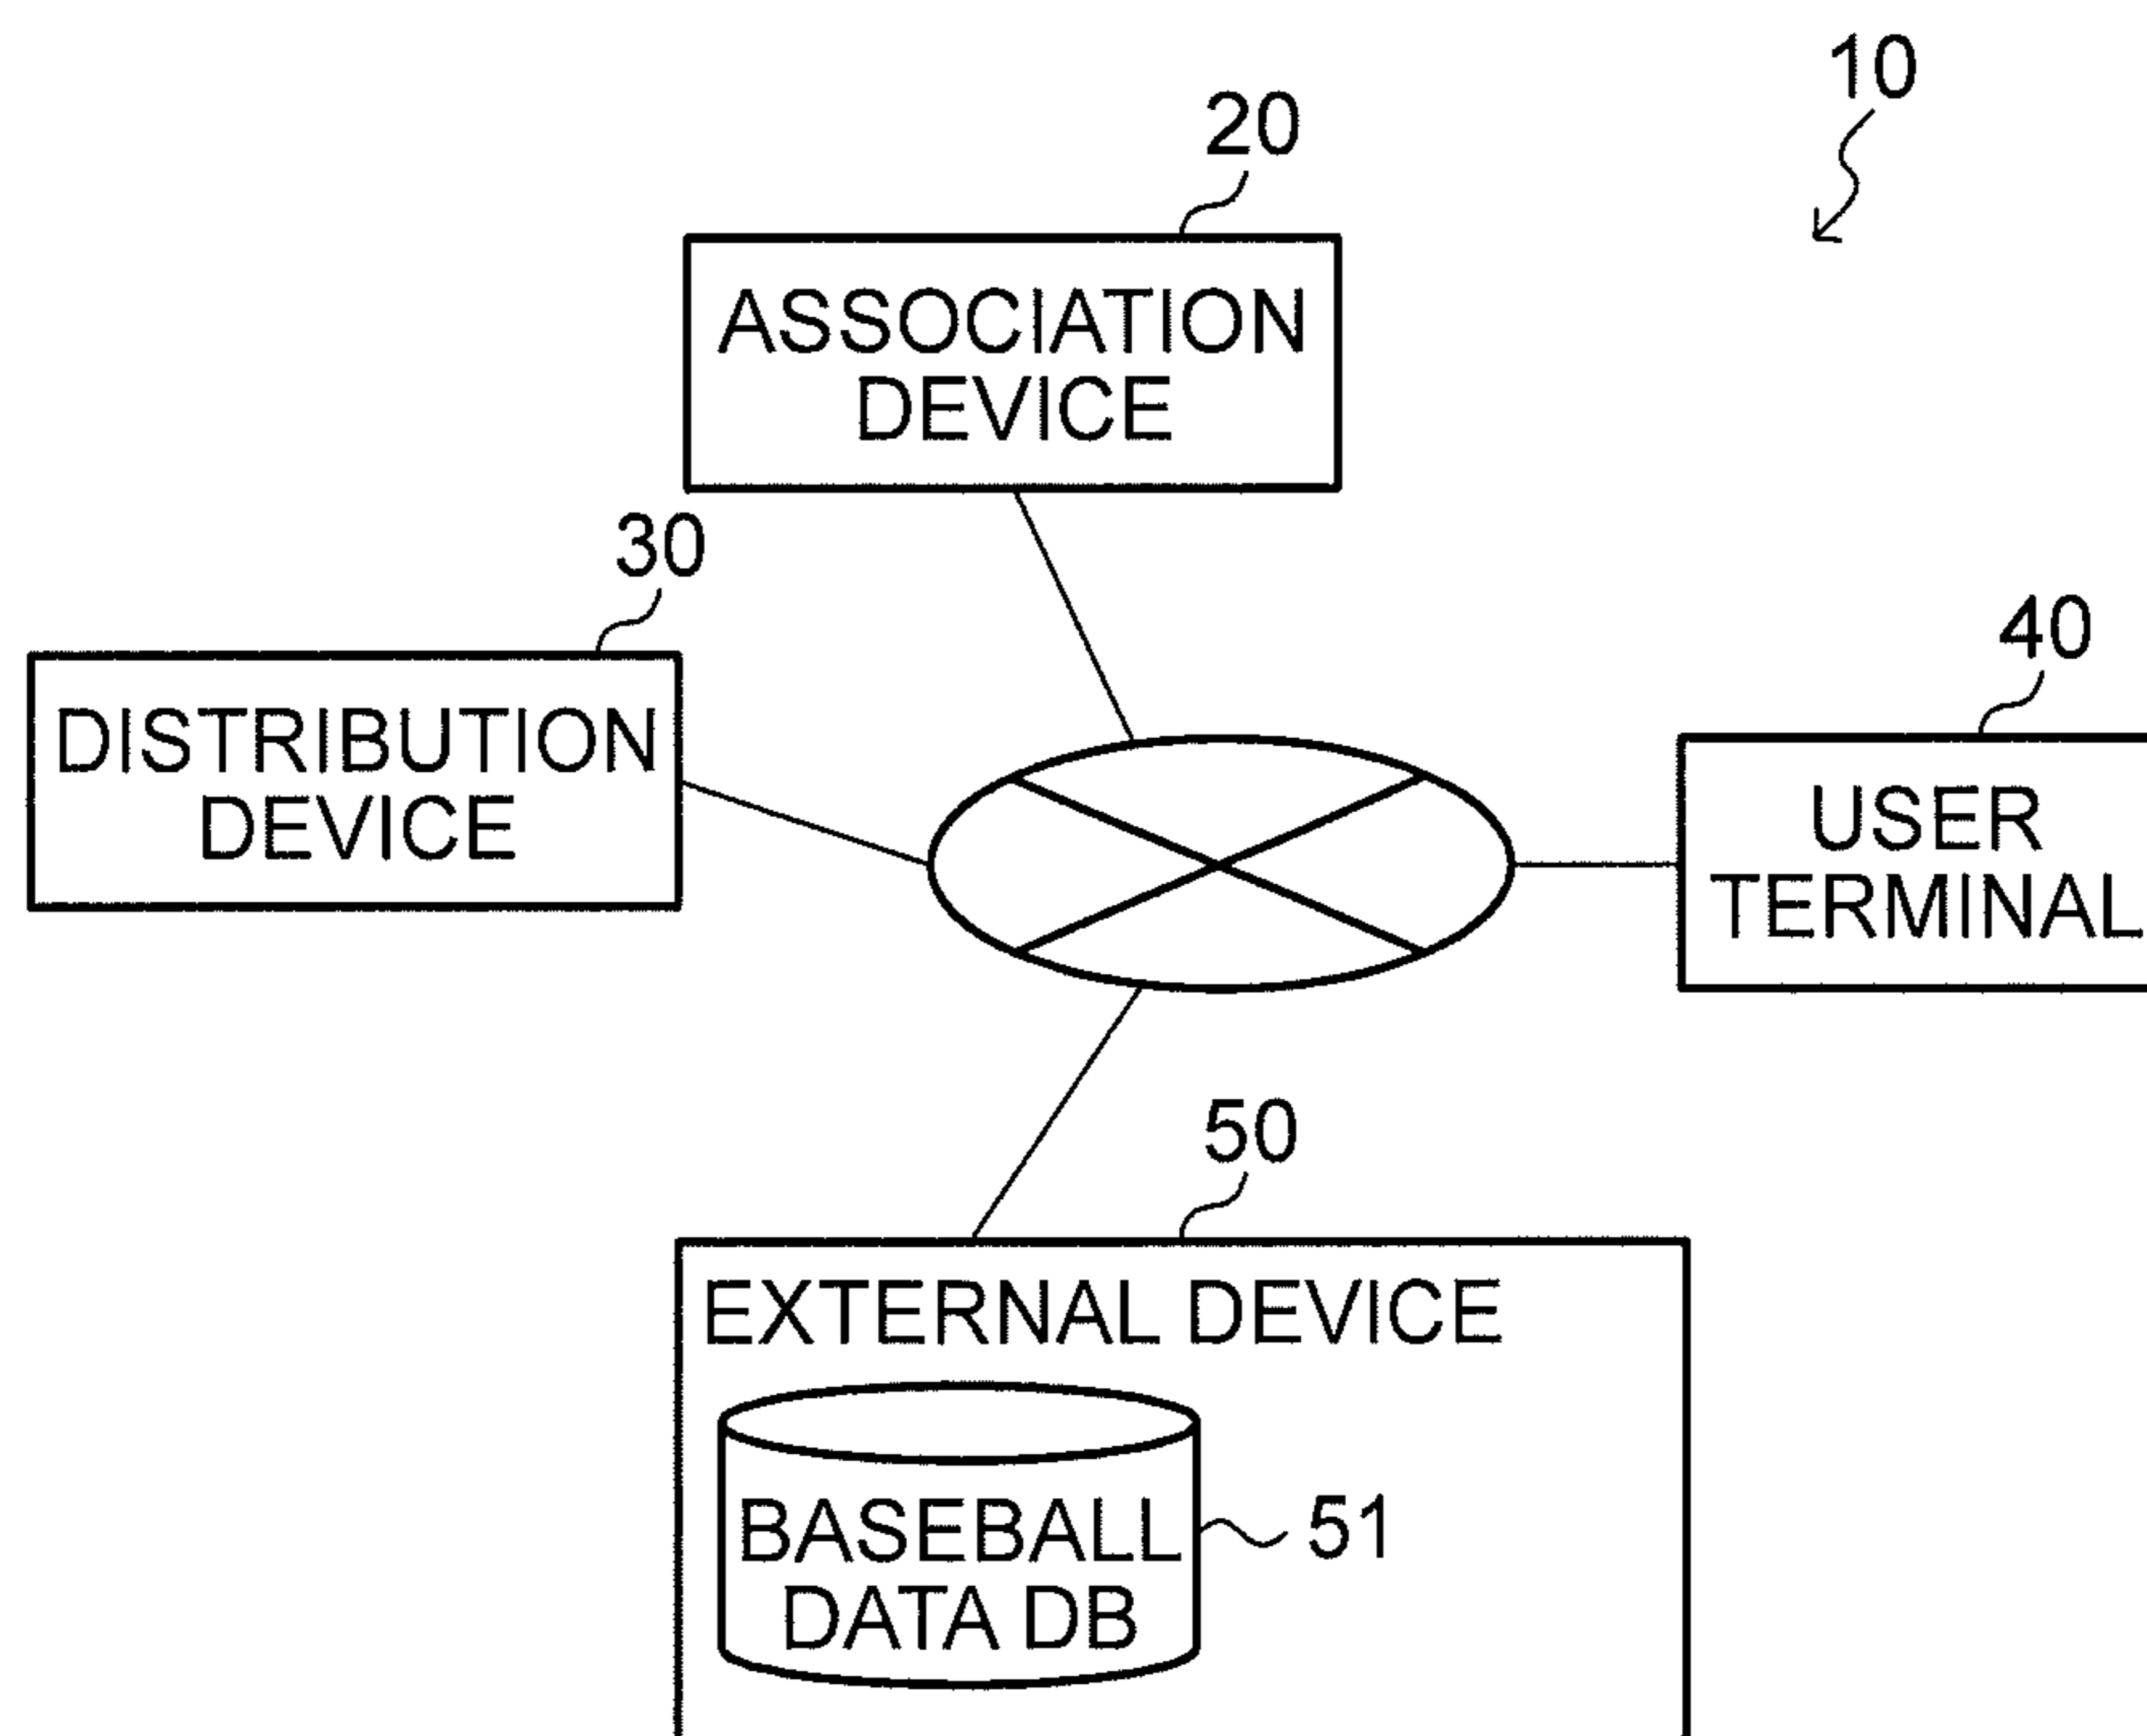 10
20
ASSOCIATION
DEVICE
30
DISTRIBUTION
DEVICE
40
USER
TERMINAL
50
EXTERNAL DEVICE
BASEBALL
DATA DB
51